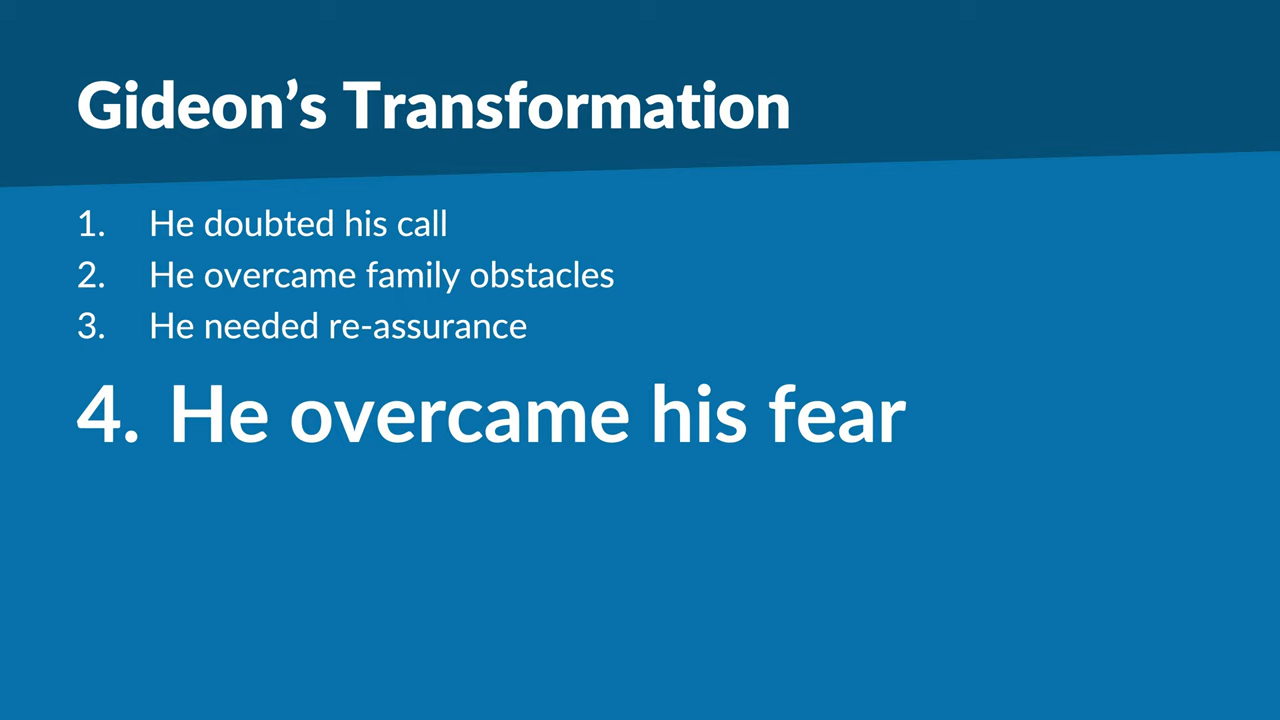 Gideon’s Transformation
1. He doubted his call
2. He overcame family obstacles
3. He needed re-assurance
4. He overcame his fear